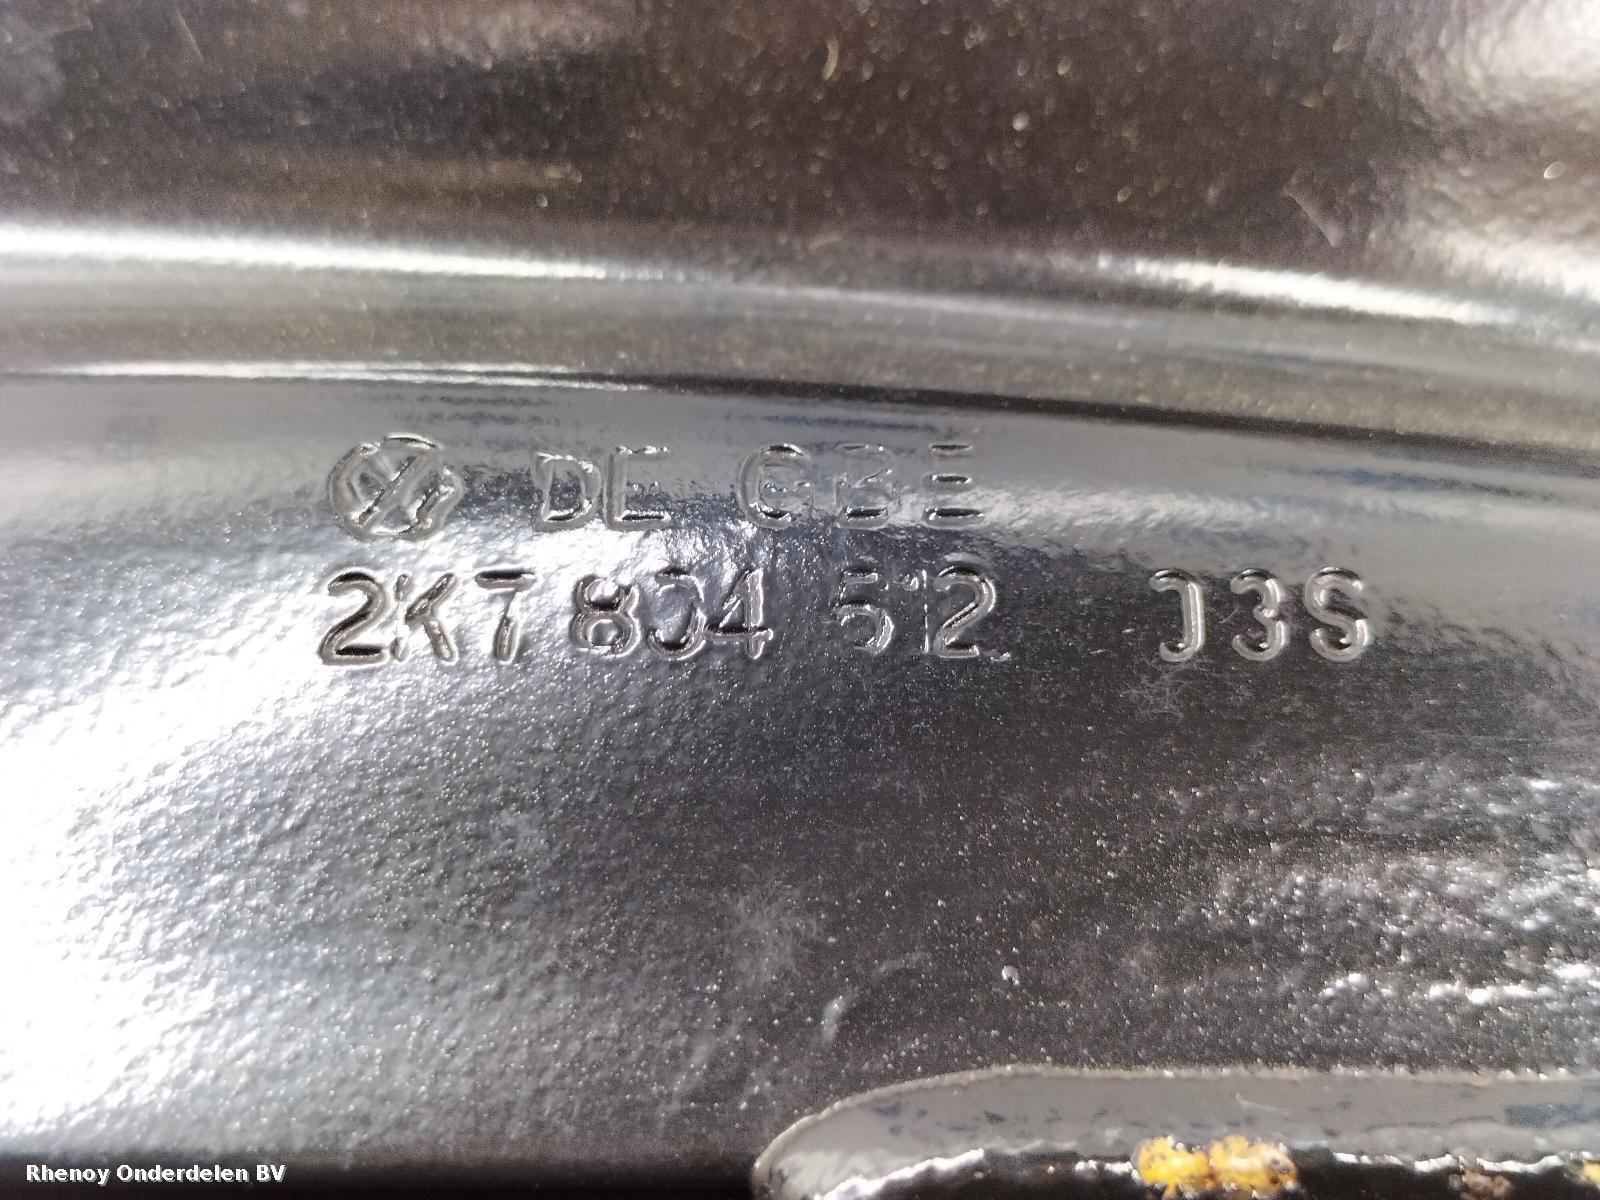 DE GBE
2K7 804 512 J3S
Rhenoy Onderdelen BV